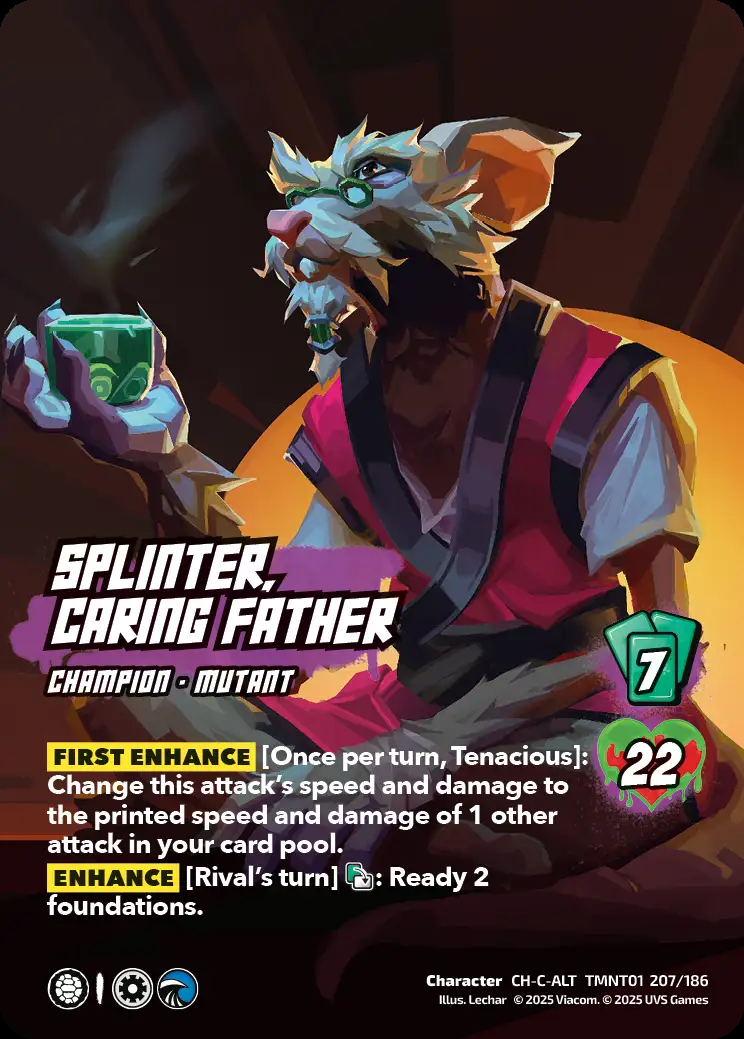 SPLINTER,
CARING FATHER
CHAMPION • MUTANT
7
22
FIRST ENHANCE [Once per turn, Tenacious]:
Change this attack's speed and damage to
the printed speed and damage of 1 other
attack in your card pool.
ENHANCE [Rival's turn] : Ready 2
foundations.
Character CH-C-ALT TMNT01 207/186
Illus. Lechar © 2025 Viacom. © 2025 UVS Games